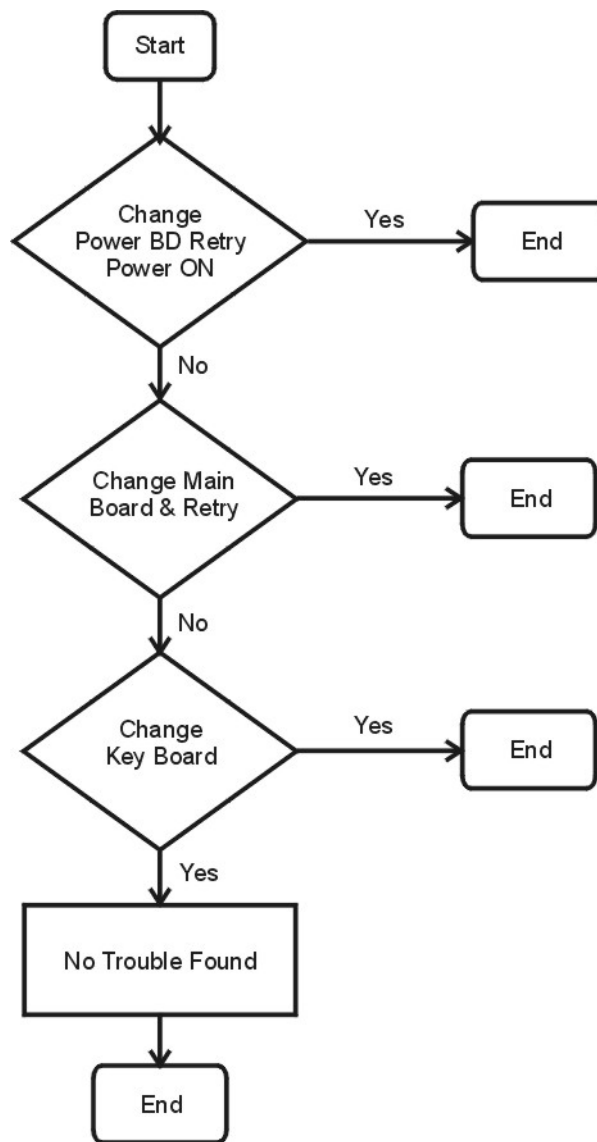 Start
Change
Power BD Retry
Power ON
Yes
End
No
Change Main
Board & Retry
Yes
End
No
Change
Key Board
Yes
End
Yes
No Trouble Found
End